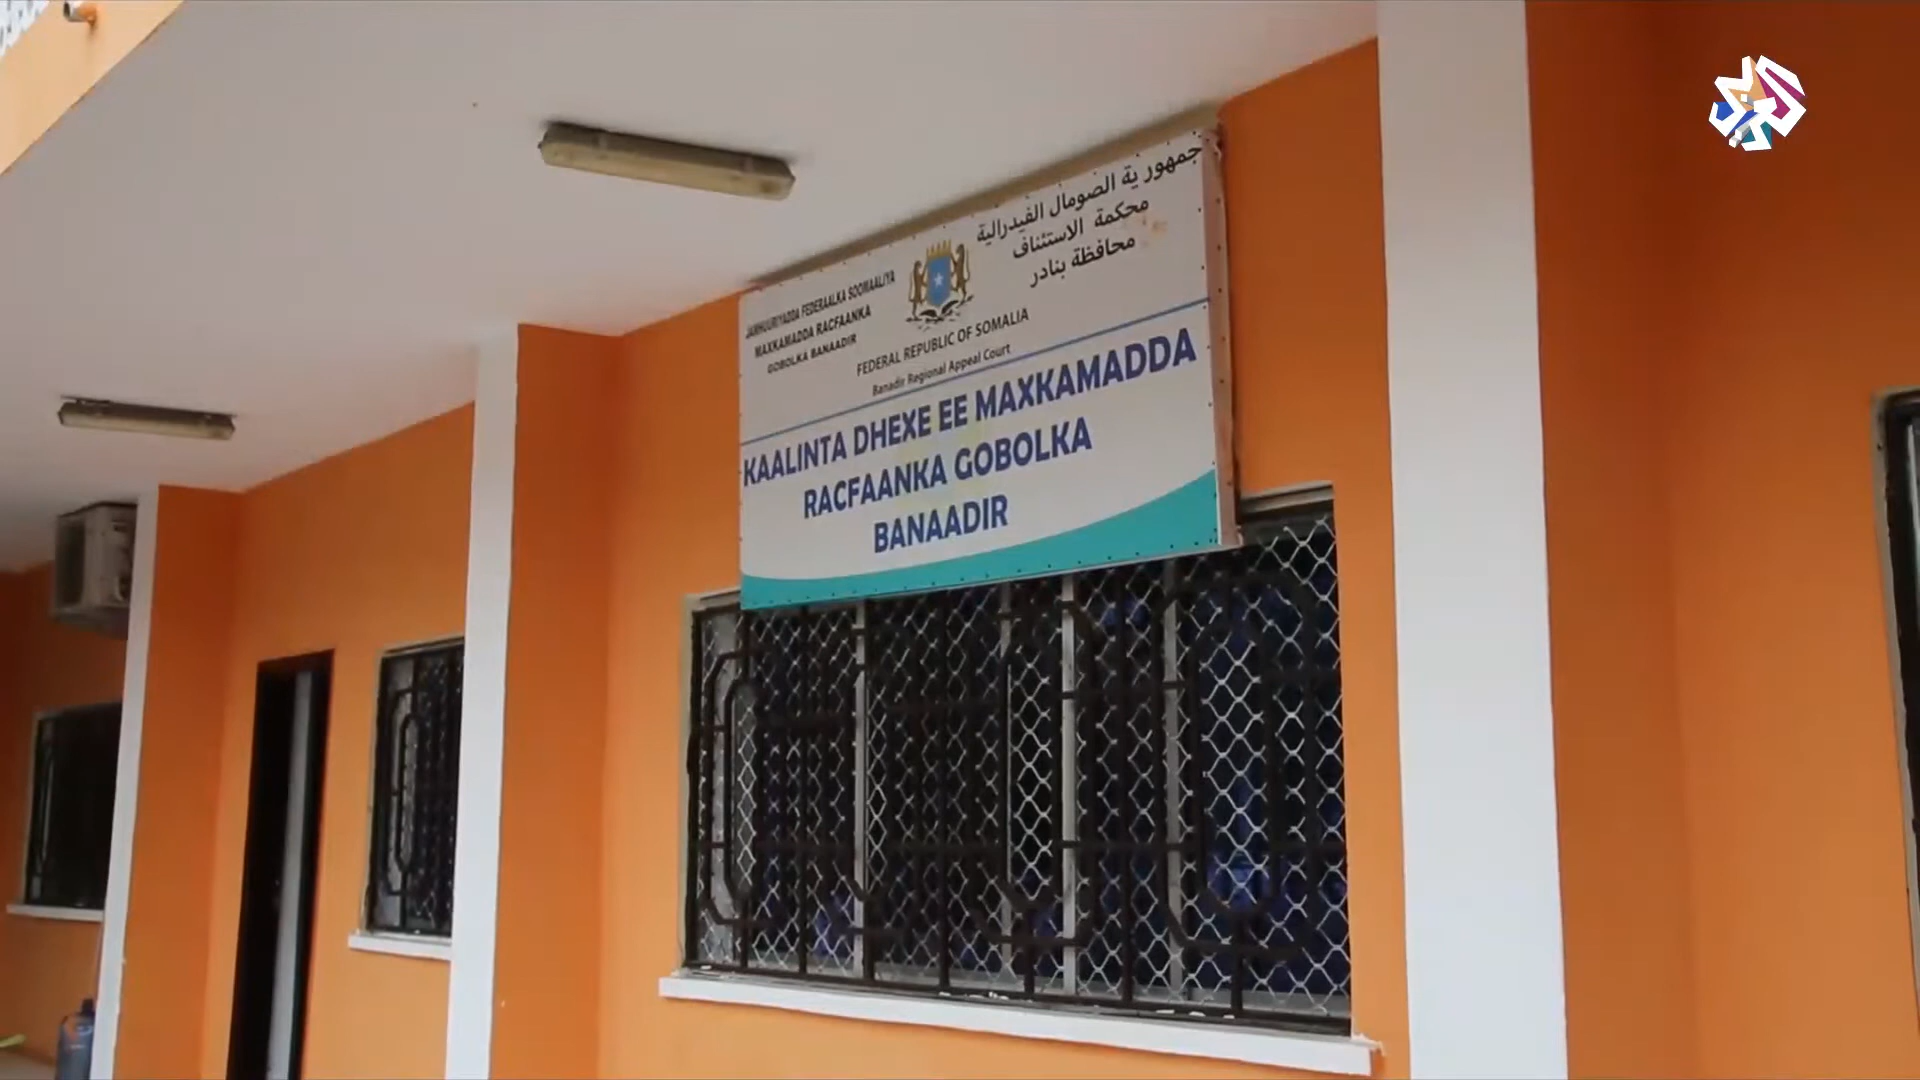 JAMHUURIYADDA FEDERAALKA SOOMAALIYA
MAXKAMADDA RACFAANKA
GOBOLKA BANAADIR
جمهورية الصومال الفيدرالية
محكمة الاستئناف
محافظة بنادر
FEDERAL REPUBLIC OF SOMALIA
Banadir Regional Appeal Court
KAALINTA DHEXE EE MAXKAMADDA
RACFAANKA GOBOLKA
BANAADIR